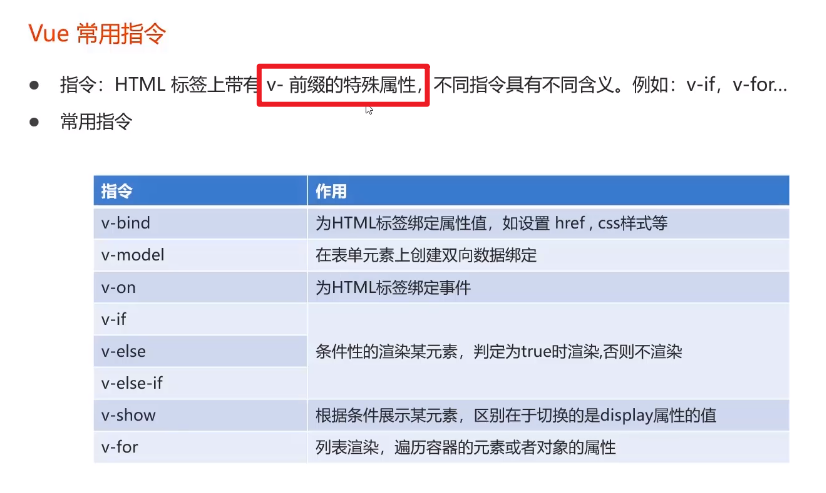 Vue 常用指令
● 指令：HTML 标签上带有 v- 前缀的特殊属性，不同指令具有不同含义。例如：v-if，v-for…
● 常用指令
指令 作用
v-bind 为HTML标签绑定属性值，如设置 href , css样式等
v-model 在表单元素上创建双向数据绑定
v-on 为HTML标签绑定事件
v-if
v-else 条件性的渲染某元素，判定为true时渲染,否则不渲染
v-else-if
v-show 根据条件展示某元素，区别在于切换的是display属性的值
v-for 列表渲染，遍历容器的元素或者对象的属性